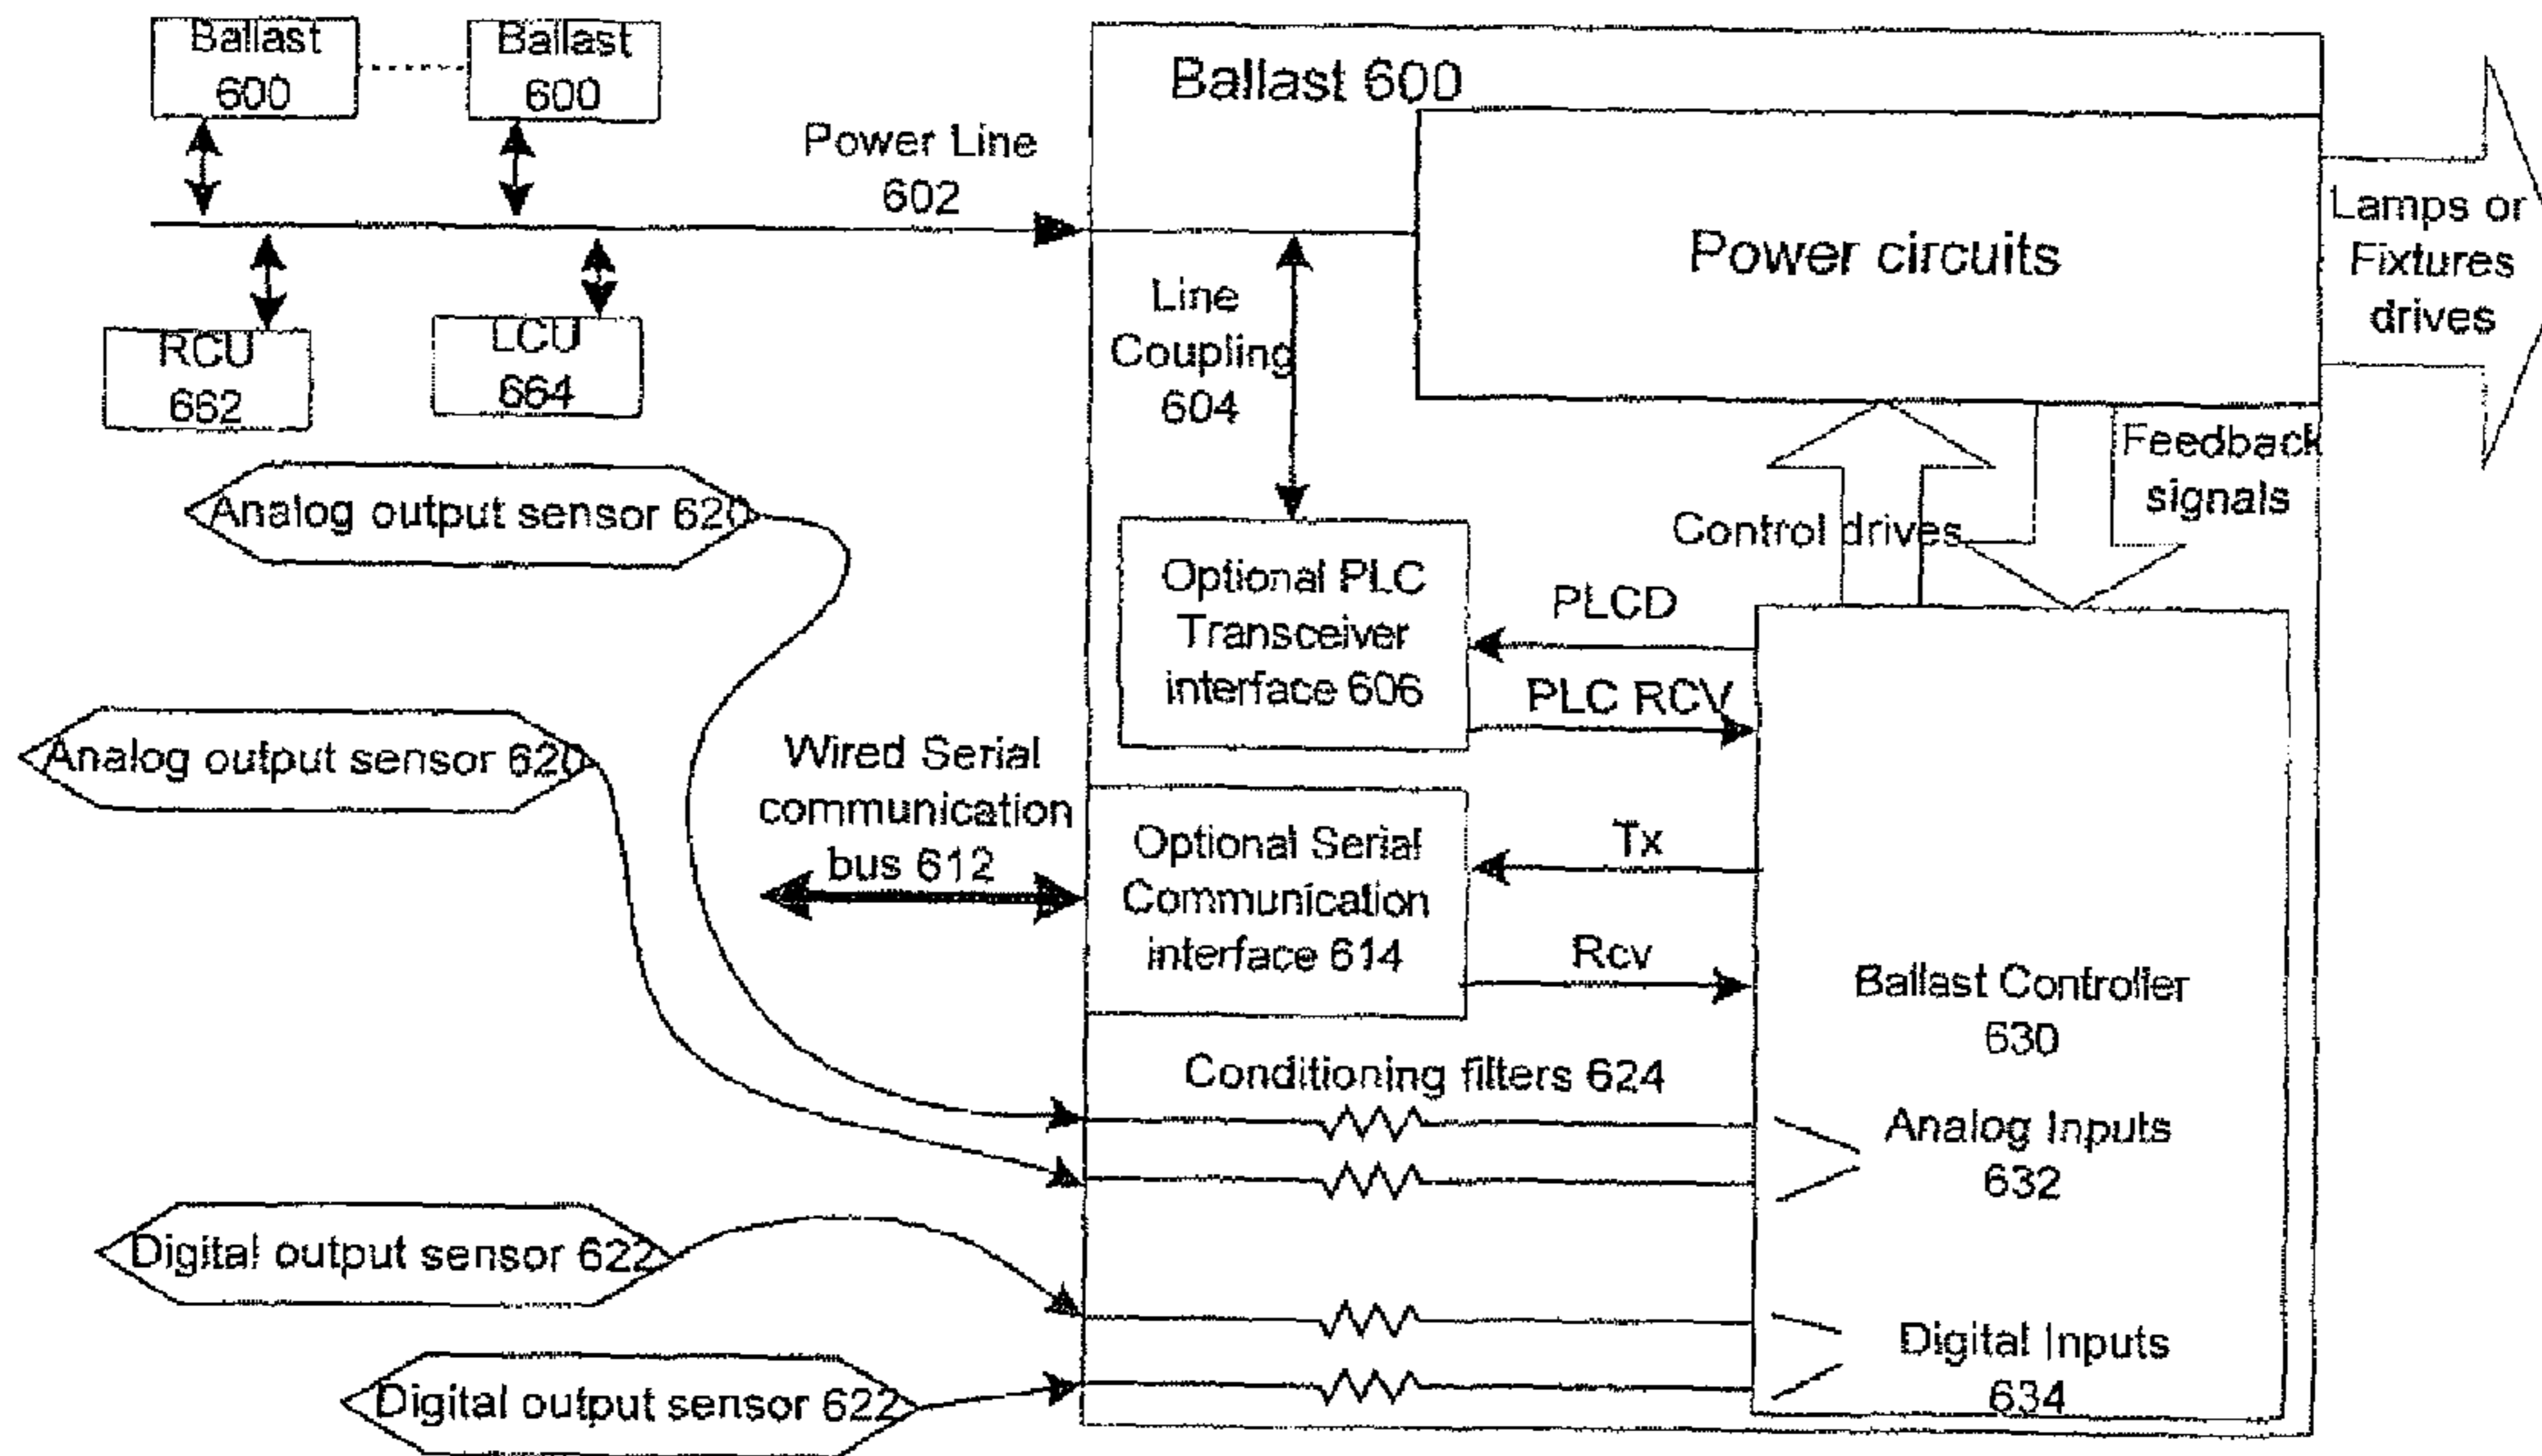 Ballast
600
Ballast
600
Power Line
602
RCU
662
LCU
664
Ballast 600
Power circuits
Lamps or
Fixtures
drives
Line
Coupling
604
Feedback
signals
Control drives
Analog output sensor 620
Optional PLC
Transceiver
interface 606
PLCD
PLC RCV
Analog output sensor 620
Wired Serial
communication
bus 612
Optional Serial
Communication
interface 614
Tx
Rcv
Ballast Controller
630
Conditioning filters 624
Analog Inputs
632
Digital output sensor 622
Digital Inputs
634
Digital output sensor 622